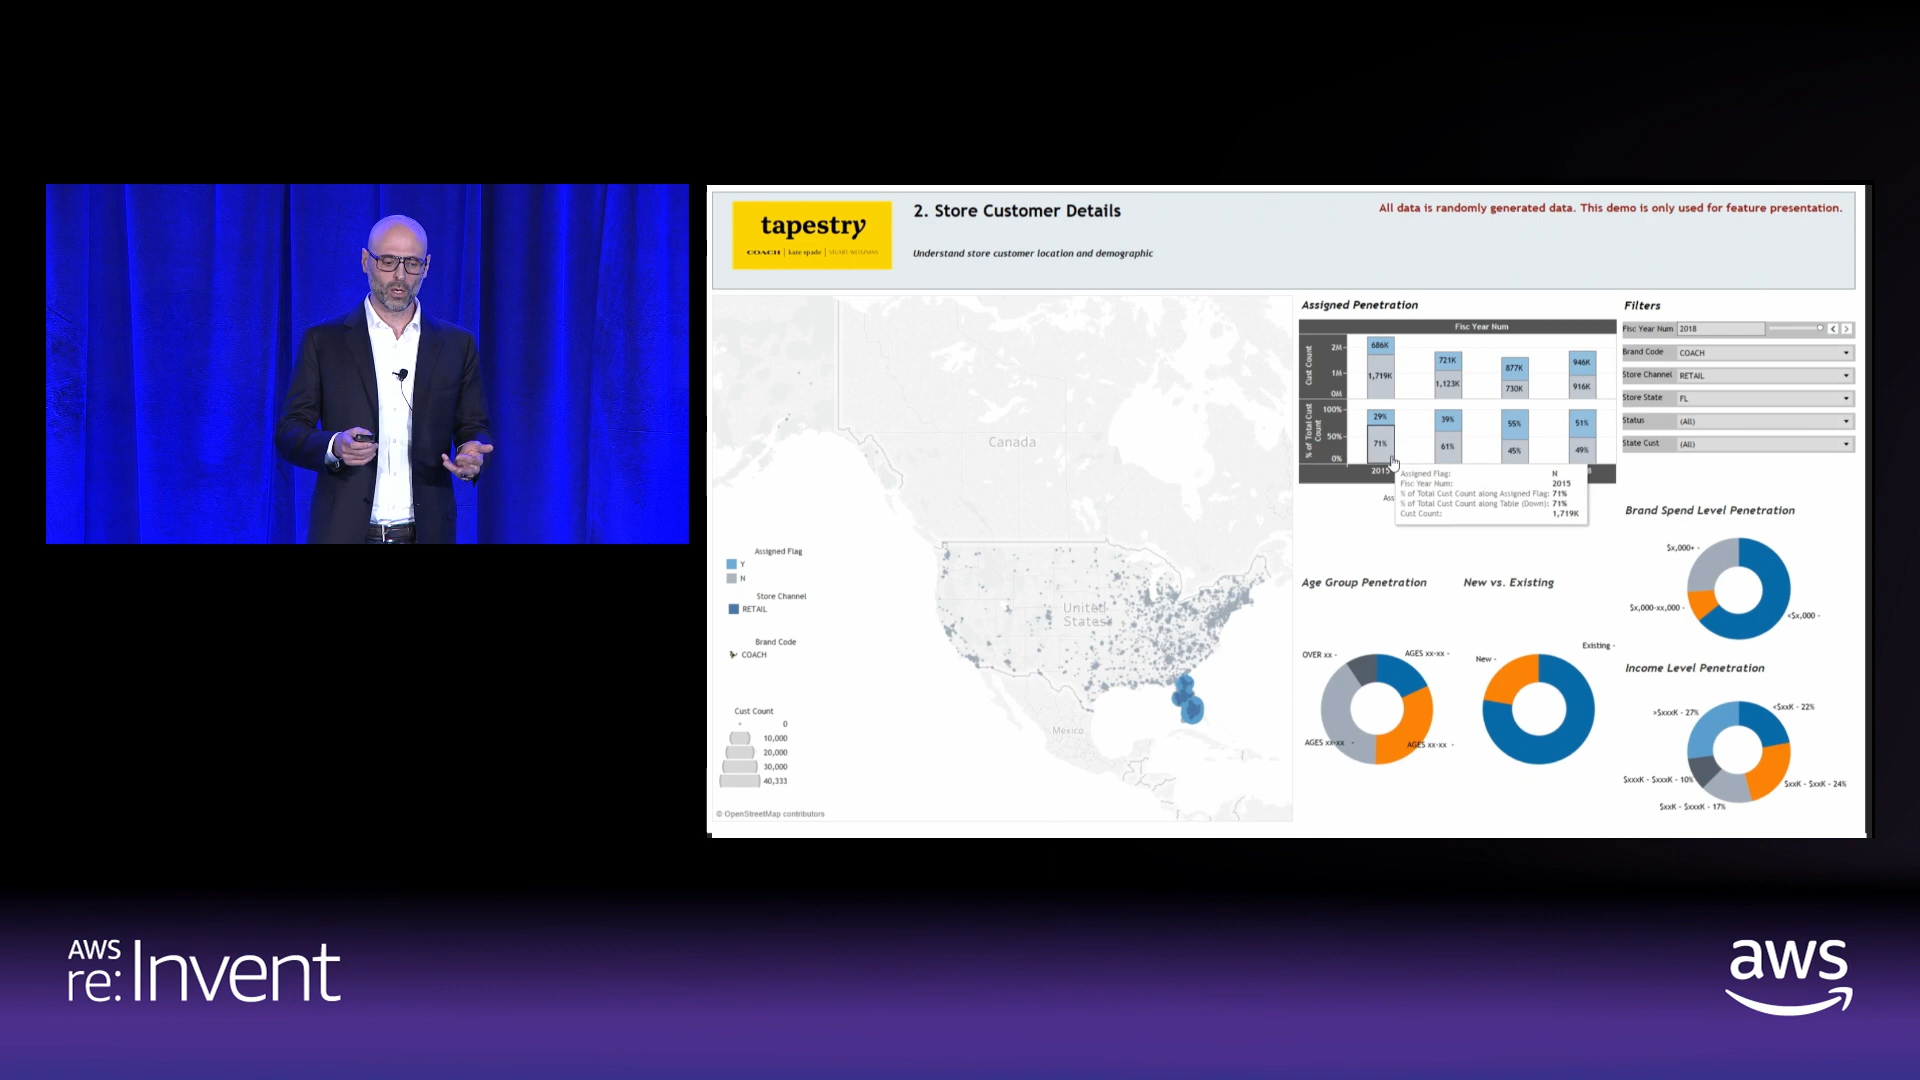 tapestry
COACH | kate spade | STUART WEITZMAN
2. Store Customer Details
Understand store customer location and demographic
All data is randomly generated data. This demo is only used for feature presentation.
Canada
United States
Mexico
Assigned Flag
Y
N
Store Channel
RETAIL
Brand Code
COACH
Cust Count
0
10,000
20,000
30,000
40,333
© OpenStreetMap contributors
Assigned Penetration
Fisc Year Num
Cust Count
2M
1M
0M
686K
1,719K
721K
1,123K
877K
730K
946K
916K
% of Total Cust Count
100%
50%
0%
29%
71%
39%
61%
55%
45%
51%
49%
2015
8
Ass
Assigned Flag: N
Fisc Year Num: 2015
% of Total Cust Count along Assigned Flag: 71%
% of Total Cust Count along Table (Down): 71%
Cust Count: 1,719K
Filters
Fisc Year Num 2018
Brand Code COACH
Store Channel RETAIL
Store State FL
Status (All)
State Cust (All)
Age Group Penetration
OVER xx -
AGES xx-xx -
AGES xx-xx -
AGES xx-xx -
New vs. Existing
Existing -
New -
Brand Spend Level Penetration
$x,000+ -
$x,000-xx,000 -
<$x,000 -
Income Level Penetration
>$xxxK - 27%
<$xxK - 22%
$xxxK - $xxxK - 10%
$xxK - $xxK - 24%
$xxK - $xxxK - 17%
AWS
re:Invent
aws